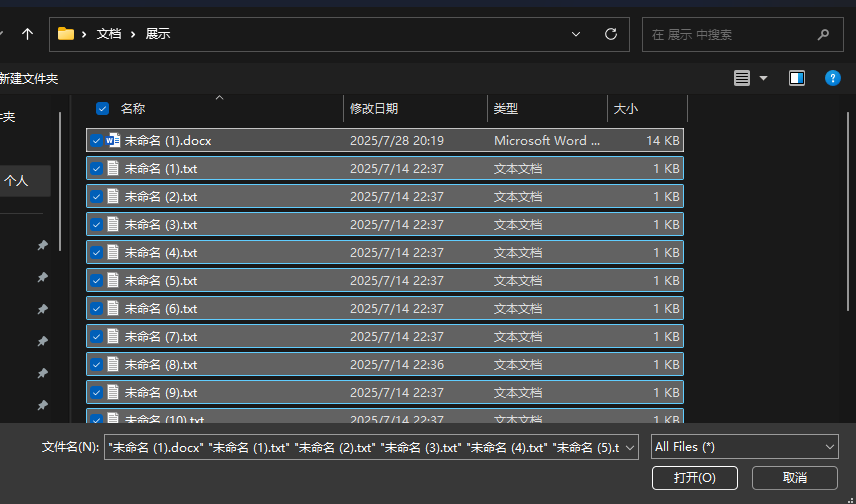 文档 展示
在 展示 中搜索
新建文件夹
夹
名称 修改日期 类型 大小
未命名 (1).docx 2025/7/28 20:19 Microsoft Word ... 14 KB
未命名 (1).txt 2025/7/14 22:37 文本文档 1 KB
个人
未命名 (2).txt 2025/7/14 22:37 文本文档 1 KB
未命名 (3).txt 2025/7/14 22:37 文本文档 1 KB
未命名 (4).txt 2025/7/14 22:37 文本文档 1 KB
未命名 (5).txt 2025/7/14 22:37 文本文档 1 KB
未命名 (6).txt 2025/7/14 22:37 文本文档 1 KB
未命名 (7).txt 2025/7/14 22:37 文本文档 1 KB
未命名 (8).txt 2025/7/14 22:36 文本文档 1 KB
未命名 (9).txt 2025/7/14 22:37 文本文档 1 KB
未命名 (10).txt 2025/7/14 22:37 文本文档 1 KB
文件名(N): "未命名 (1).docx" "未命名 (1).txt" "未命名 (2).txt" "未命名 (3).txt" "未命名 (4).txt" "未命名 (5).t
All Files (*)
打开(O) 取消